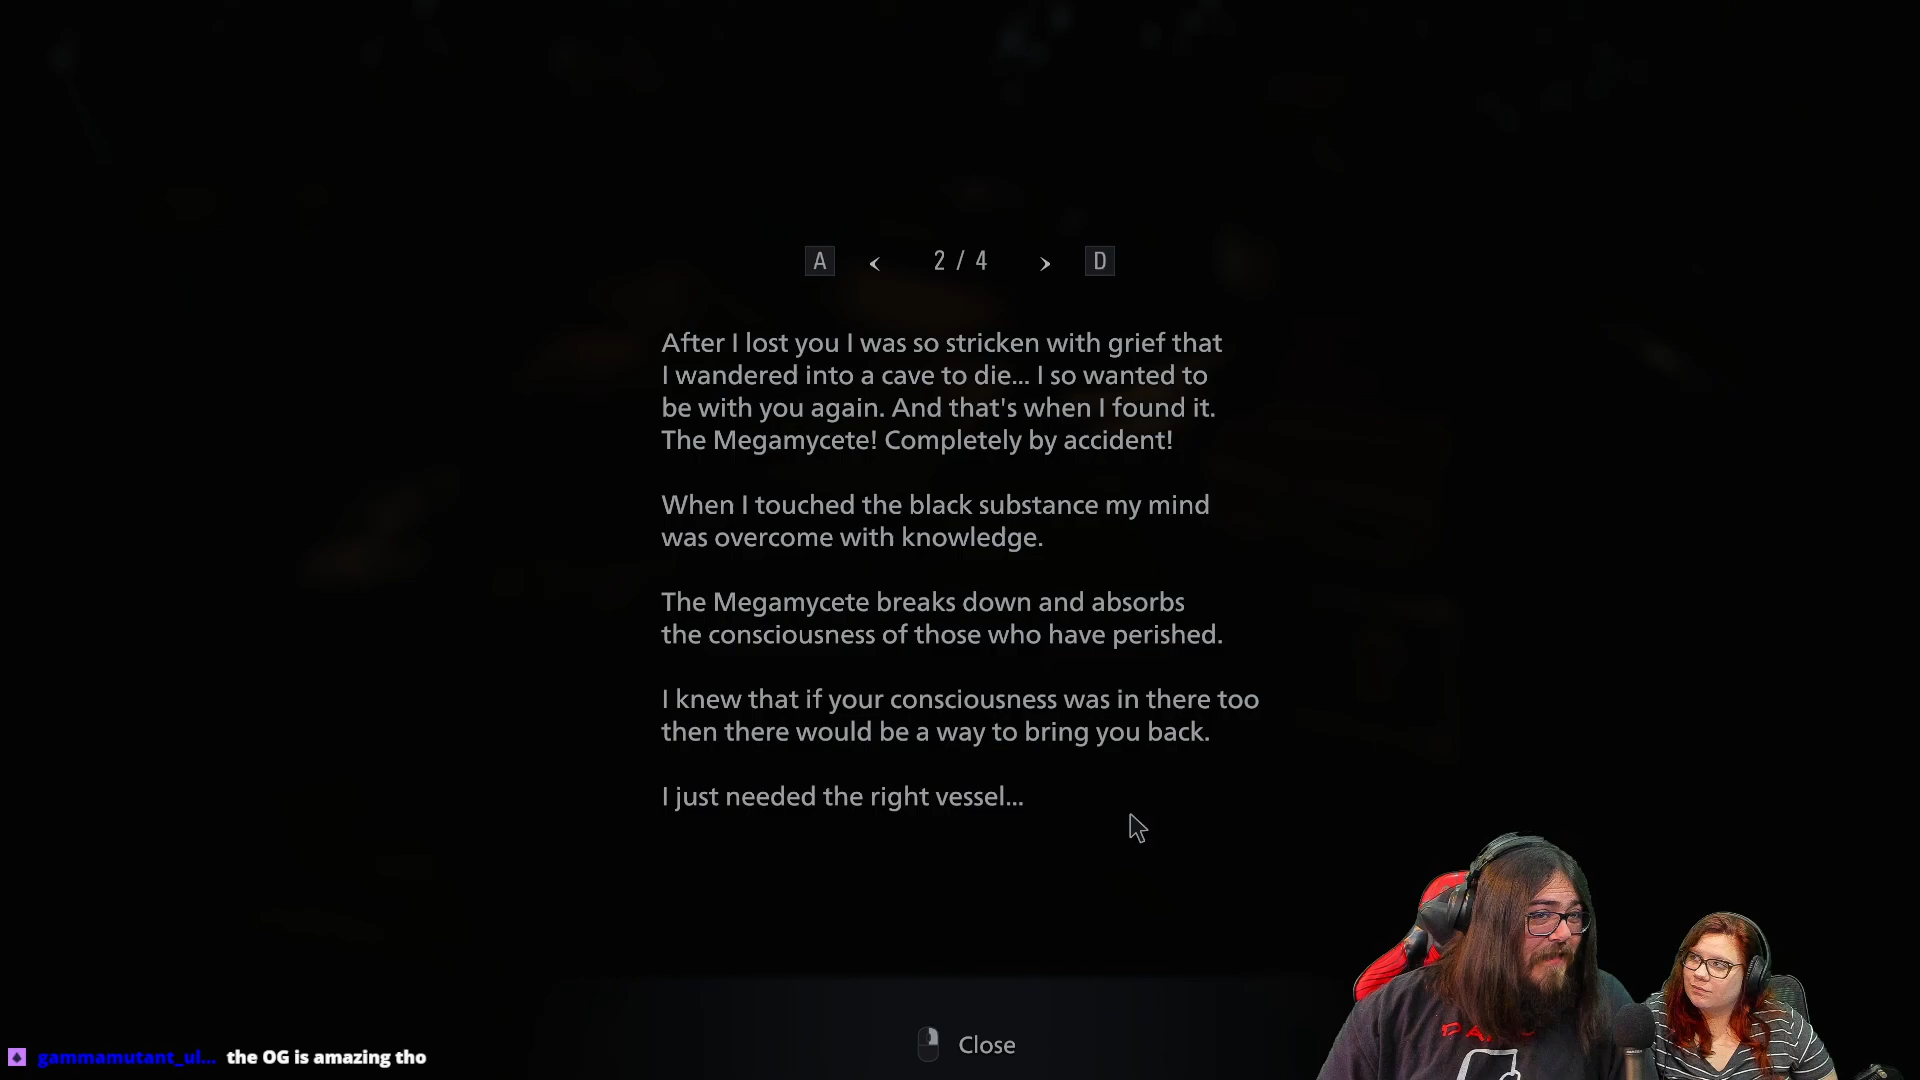 A < 2 / 4 > D
After I lost you I was so stricken with grief that
I wandered into a cave to die... I so wanted to
be with you again. And that's when I found it.
The Megamycete! Completely by accident!
When I touched the black substance my mind
was overcome with knowledge.
The Megamycete breaks down and absorbs
the consciousness of those who have perished.
I knew that if your consciousness was in there too
then there would be a way to bring you back.
I just needed the right vessel...
Close
gammamutant_ul... the OG is amazing tho